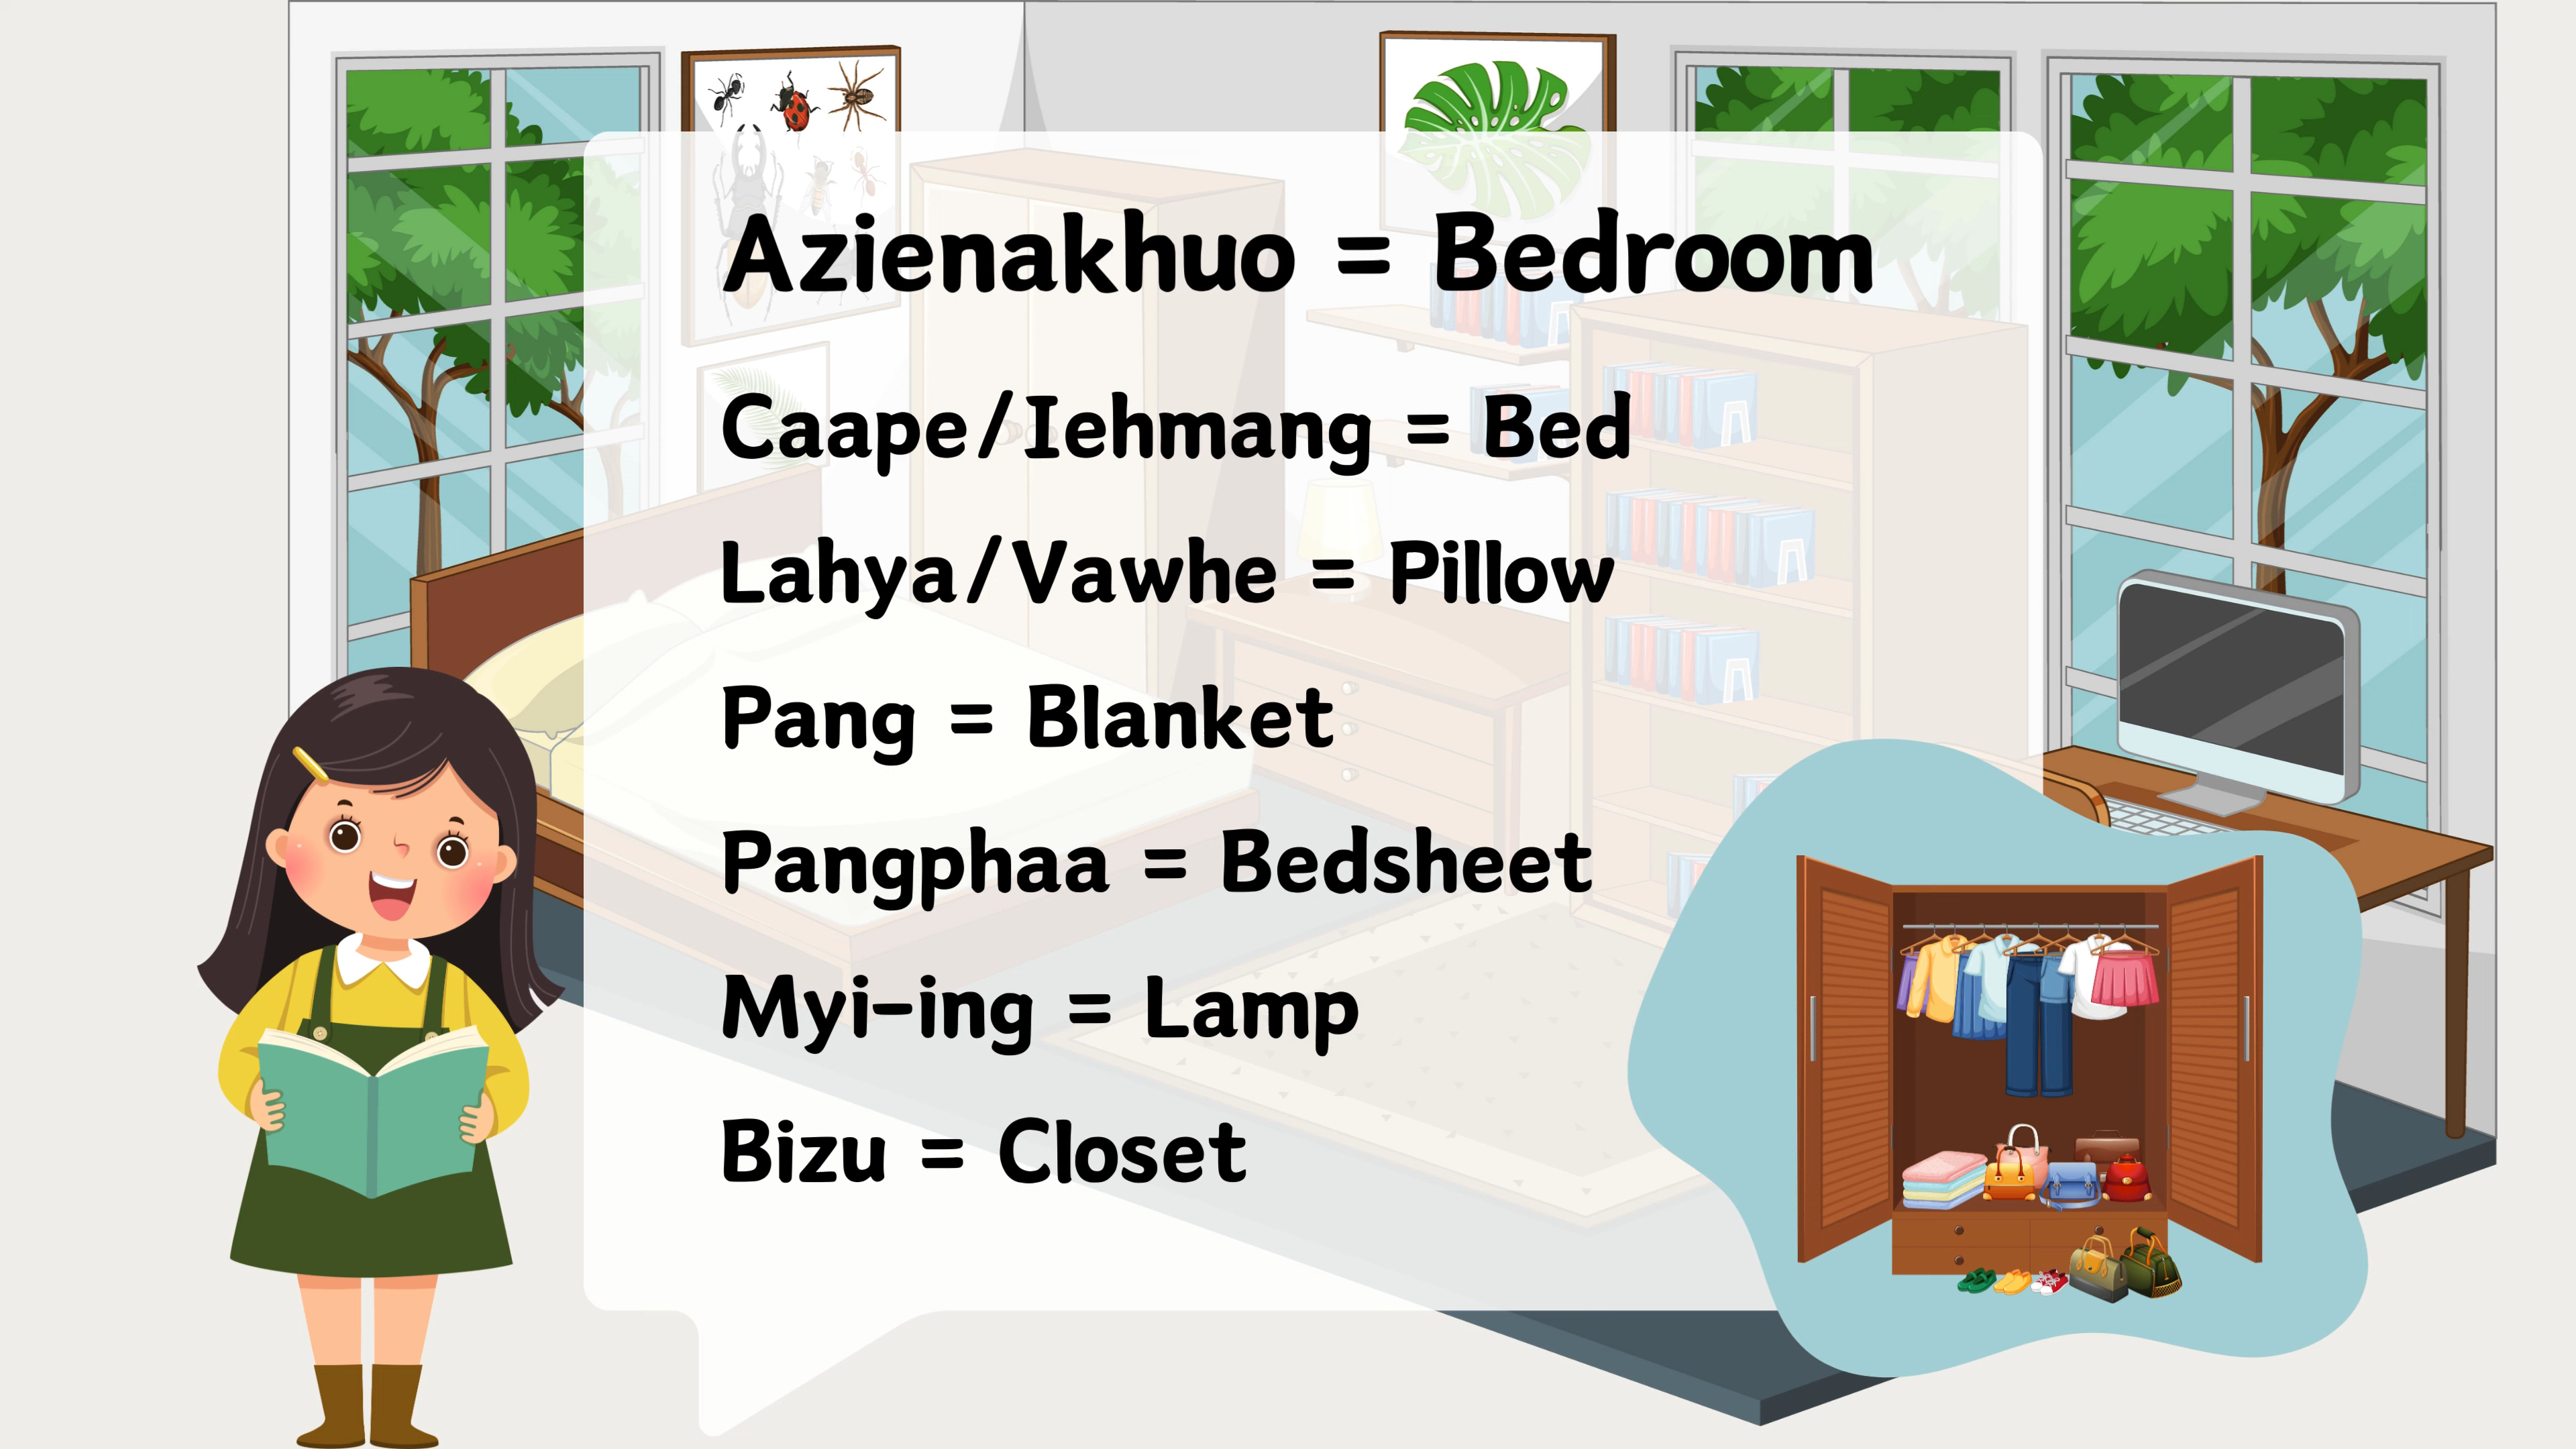 Azienakhuo = Bedroom
Caape/Iehmang = Bed
Lahya/Vawhe = Pillow
Pang = Blanket
Pangphaa = Bedsheet
Myi-ing = Lamp
Bizu = Closet